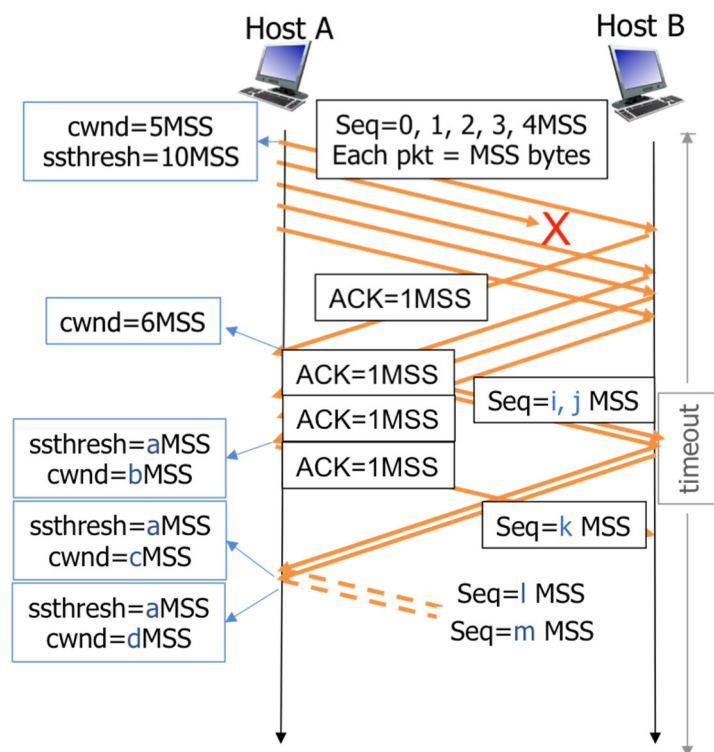 Host A
Host B
cwnd=5MSS
ssthresh=10MSS
Seq=0, 1, 2, 3, 4MSS
Each pkt = MSS bytes
X
ACK=1MSS
cwnd=6MSS
ACK=1MSS
Seq=i, j MSS
ACK=1MSS
ssthresh=aMSS
cwnd=bMSS
ACK=1MSS
timeout
Seq=k MSS
ssthresh=aMSS
cwnd=cMSS
Seq=l MSS
ssthresh=aMSS
cwnd=dMSS
Seq=m MSS